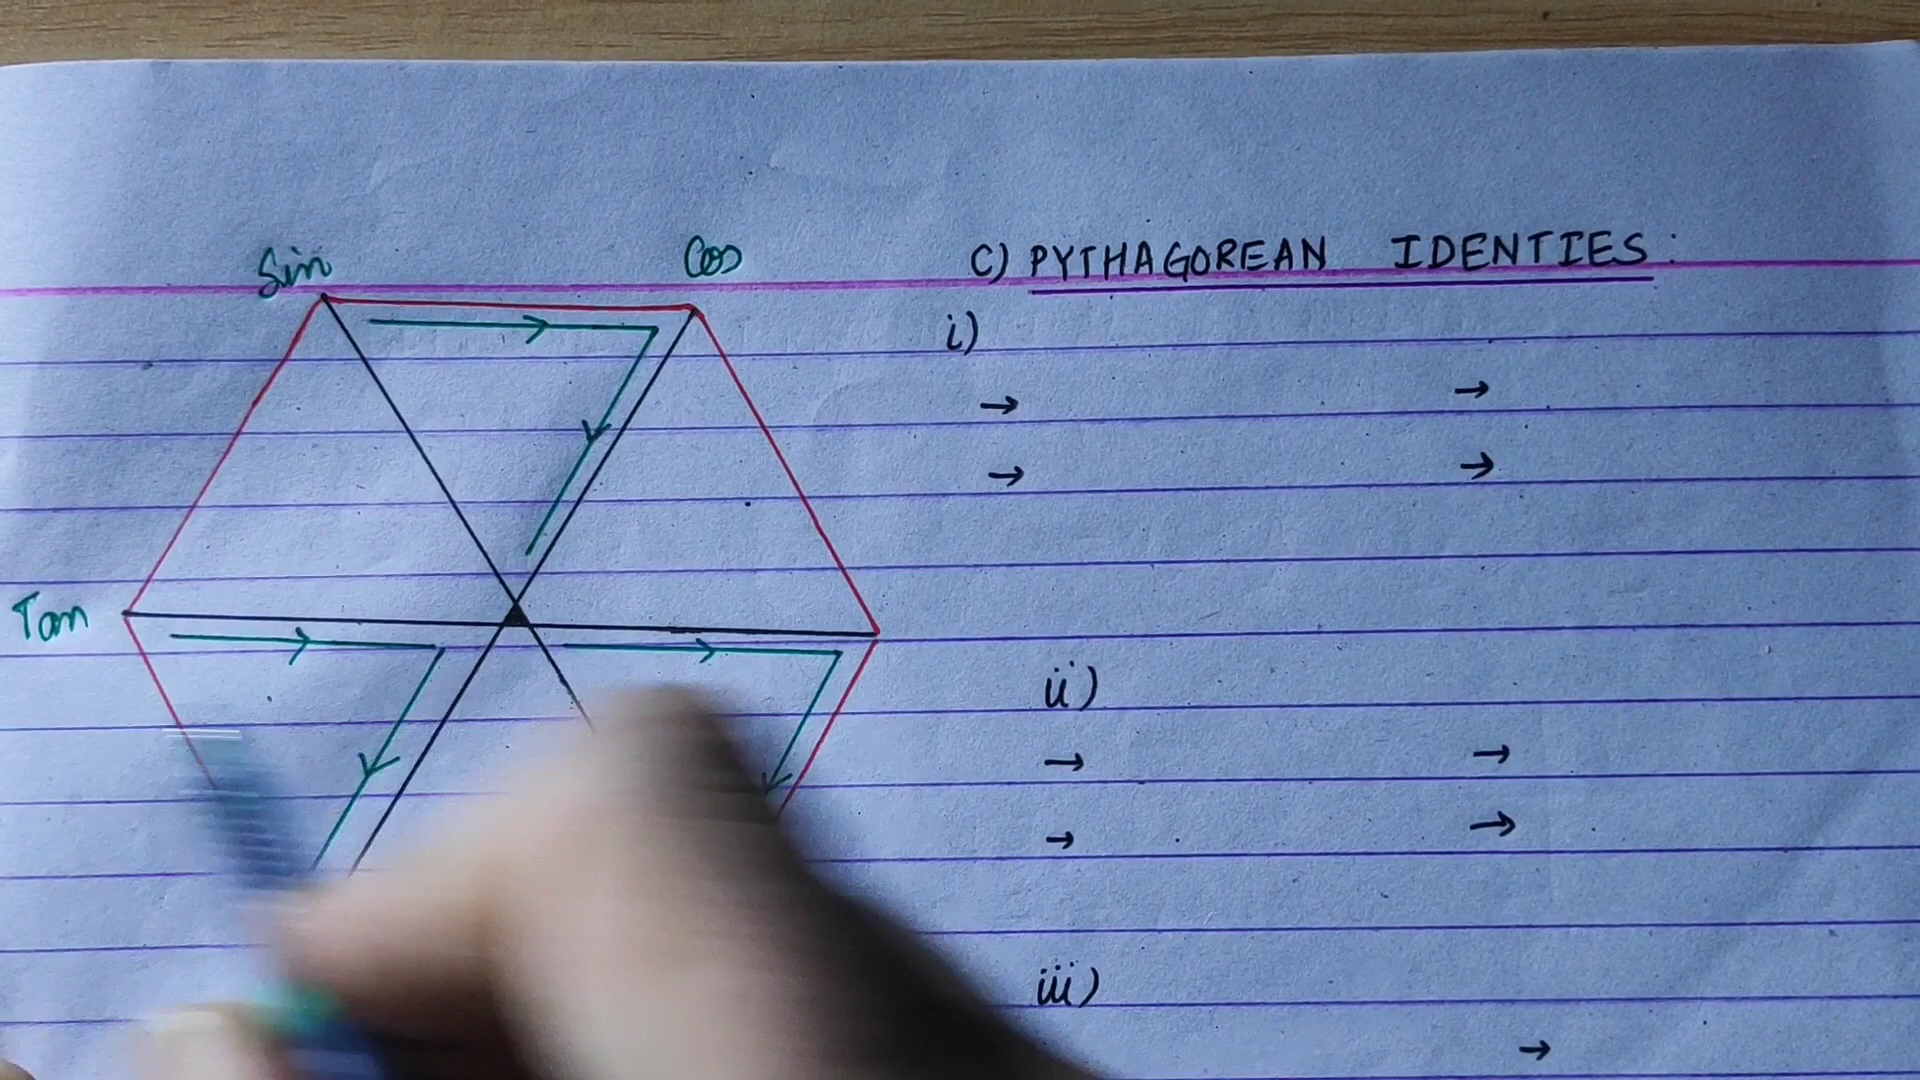 Sin Cos
Tan
C) PYTHAGOREAN IDENTIES:
i)
→ →
→ →
ii)
→ →
→ →
iii)
→